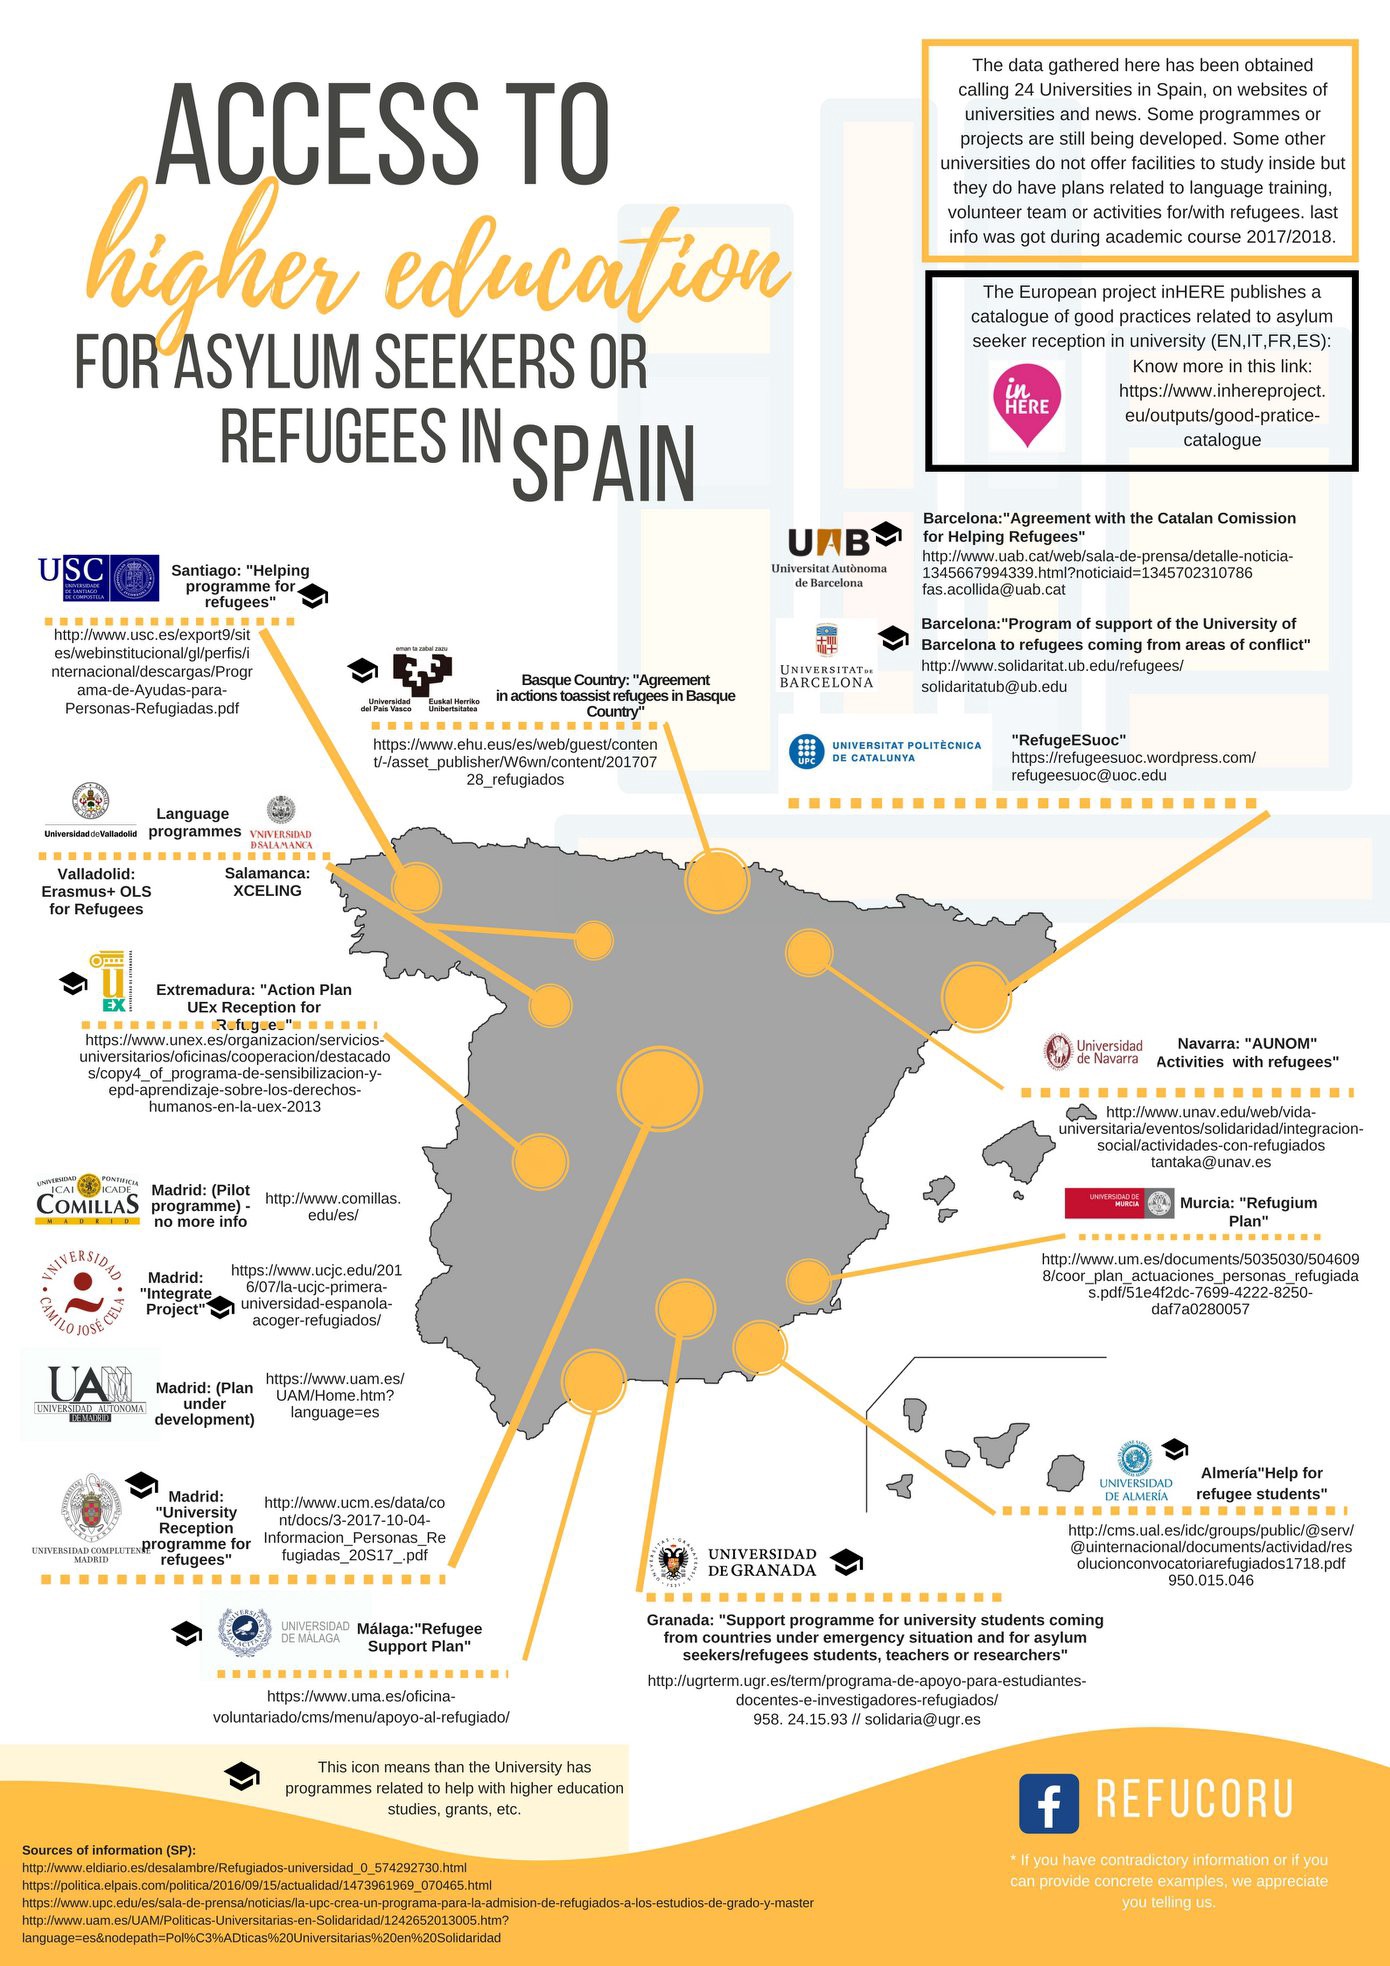 ACCESS TO
higher education
FOR ASYLUM SEEKERS OR
REFUGEES IN SPAIN
The data gathered here has been obtained
calling 24 Universities in Spain, on websites of
universities and news. Some programmes or
projects are still being developed. Some other
universities do not offer facilities to study inside but
they do have plans related to language training,
volunteer team or activities for/with refugees. last
info was got during academic course 2017/2018.
The European project inHERE publishes a
catalogue of good practices related to asylum
seeker reception in university (EN,IT,FR,ES):
Know more in this link:
https://www.inhereproject.
eu/outputs/good-pratice-
catalogue
in
HERE
UAB
Universitat Autònoma
de Barcelona
Barcelona:"Agreement with the Catalan Comission
for Helping Refugees"
http://www.uab.cat/web/sala-de-prensa/detalle-noticia-
1345667994339.html?noticiaid=1345702310786
fas.acollida@uab.cat
UNIVERSITAT DE
BARCELONA
Barcelona:"Program of support of the University of
Barcelona to refugees coming from areas of conflict"
http://www.solidaritat.ub.edu/refugees/
solidaritatub@ub.edu
UPC
UNIVERSITAT POLITÈCNICA
DE CATALUNYA
"RefugeESuoc"
https://refugeesuoc.wordpress.com/
refugeesuoc@uoc.edu
USC
UNIVERSIDADE
DE SANTIAGO
DE COMPOSTELA
Santiago: "Helping
programme for
refugees"
http://www.usc.es/export9/sit
es/webinstitucional/gl/perfis/i
nternacional/descargas/Progr
ama-de-Ayudas-para-
Personas-Refugiadas.pdf
eman ta zabal zazu
Universidad
del País Vasco
Euskal Herriko
Unibertsitatea
Basque Country: "Agreement
in actions toassist refugees in Basque
Country"
https://www.ehu.eus/es/web/guest/conten
t/-/asset_publisher/W6wn/content/201707
28_refugiados
Universidad de Valladolid
Language
programmes
VNIVERSIDAD
D SALAMANCA
Valladolid:
Erasmus+ OLS
for Refugees
Salamanca:
XCELING
UEX
Extremadura: "Action Plan
UEx Reception for
Refugees"
https://www.unex.es/organizacion/servicios-
universitarios/oficinas/cooperacion/destacado
s/copy4_of_programa-de-sensibilizacion-y-
epd-aprendizaje-sobre-los-derechos-
humanos-en-la-uex-2013
Universidad
de Navarra
Navarra: "AUNOM"
Activities with refugees"
http://www.unav.edu/web/vida-
universitaria/eventos/solidaridad/integracion-
social/actividades-con-refugiados
tantaka@unav.es
UNIVERSIDAD PONTIFICIA
ICAI ICADE
COMILLAS
MADRID
Madrid: (Pilot
programme) -
no more info
http://www.comillas.
edu/es/
UNIVERSIDAD DE
MURCIA
Murcia: "Refugium
Plan"
http://www.um.es/documents/5035030/504609
8/coor_plan_actuaciones_personas_refugiada
s.pdf/51e4f2dc-7699-4222-8250-
daf7a0280057
VNIVERSIDAD
CAMILO JOSÉ CELA
Madrid:
"Integrate
Project"
https://www.ucjc.edu/201
6/07/la-ucjc-primera-
universidad-espanola-
acoger-refugiados/
UAM
UNIVERSIDAD AUTONOMA
DE MADRID
Madrid: (Plan
under
development)
https://www.uam.es/
UAM/Home.htm?
language=es
UNIVERSIDAD COMPLUTENSE
MADRID
Madrid:
"University
Reception
programme for
refugees"
http://www.ucm.es/data/co
nt/docs/3-2017-10-04-
Informacion_Personas_Re
fugiadas_20S17_.pdf
UNIVERSIDAD
DE ALMERÍA
Almería"Help for
refugee students"
http://cms.ual.es/idc/groups/public/@serv/
@uinternacional/documents/actividad/res
olucionconvocatoriarefugiados1718.pdf
950.015.046
UNIVERSIDAD
DE GRANADA
Granada: "Support programme for university students coming
from countries under emergency situation and for asylum
seekers/refugees students, teachers or researchers"
http://ugrterm.ugr.es/term/programa-de-apoyo-para-estudiantes-
docentes-e-investigadores-refugiados/
958. 24.15.93 // solidaria@ugr.es
UNIVERSIDAD
DE MÁLAGA
Málaga:"Refugee
Support Plan"
https://www.uma.es/oficina-
voluntariado/cms/menu/apoyo-al-refugiado/
This icon means than the University has
programmes related to help with higher education
studies, grants, etc.
REFUCORU
* If you have contradictory information or if you
can provide concrete examples, we appreciate
you telling us.
Sources of information (SP):
http://www.eldiario.es/desalambre/Refugiados-universidad_0_574292730.html
https://politica.elpais.com/politica/2016/09/15/actualidad/1473961969_070465.html
https://www.upc.edu/es/sala-de-prensa/noticias/la-upc-crea-un-programa-para-la-admision-de-refugiados-a-los-estudios-de-grado-y-master
http://www.uam.es/UAM/Politicas-Universitarias-en-Solidaridad/1242652013005.htm?
language=es&nodepath=Pol%C3%ADticas%20Universitarias%20en%20Solidaridad